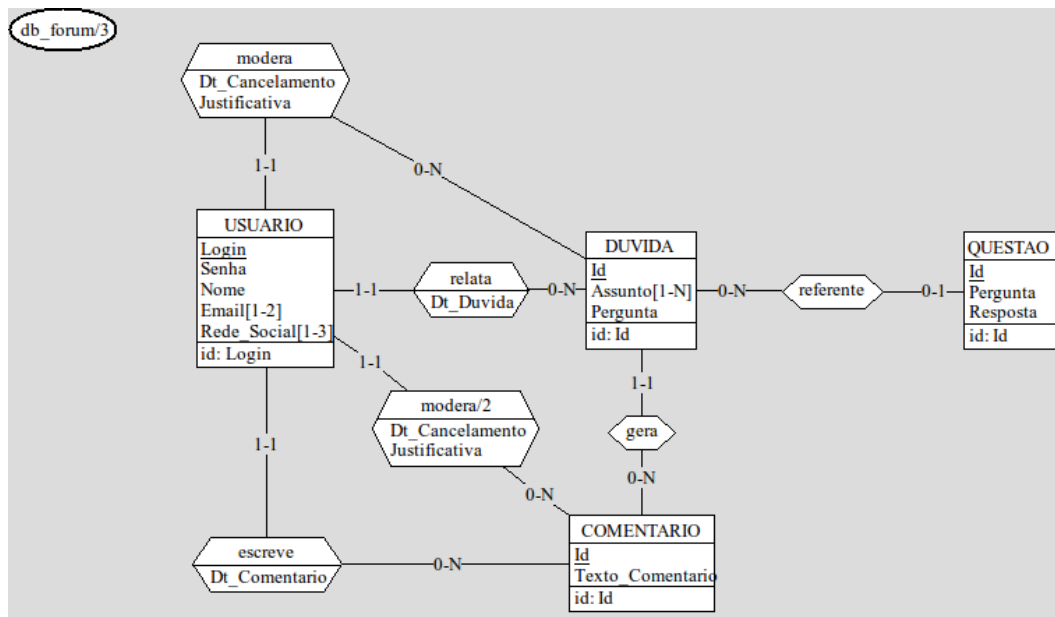 db_forum/3
modera
Dt_Cancelamento
Justificativa
1-1
0-N
USUARIO
Login
Senha
Nome
Email[1-2]
Rede_Social[1-3]
id: Login
1-1
relata
Dt_Duvida
0-N
DUVIDA
Id
Assunto[1-N]
Pergunta
id: Id
0-N
referente
0-1
QUESTAO
Id
Pergunta
Resposta
id: Id
1-1
modera/2
Dt_Cancelamento
Justificativa
0-N
1-1
gera
0-N
1-1
escreve
Dt_Comentario
0-N
COMENTARIO
Id
Texto_Comentario
id: Id